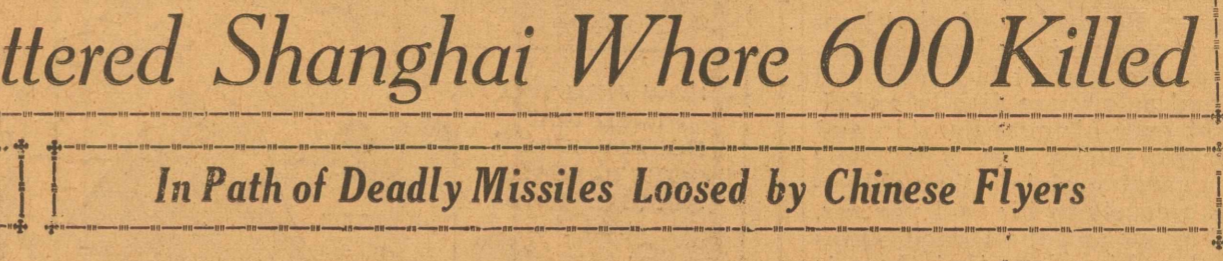 ttered Shanghai Where 600 Killed
In Path of Deadly Missiles Loosed by Chinese Flyers